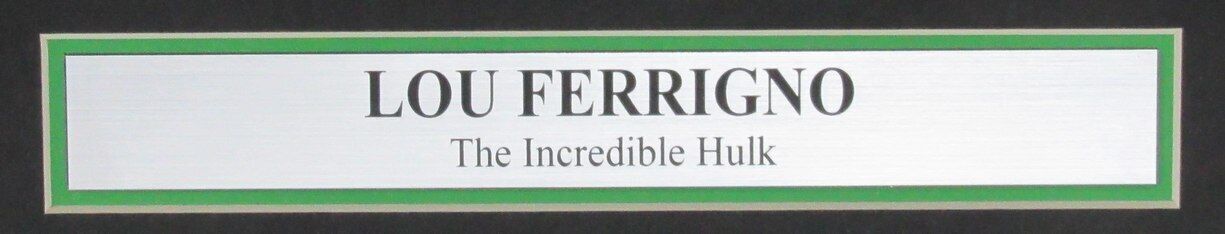 LOU FERRIGNO
The Incredible Hulk